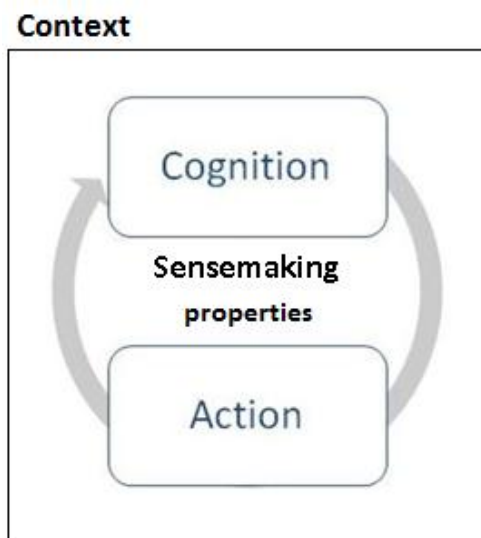 Context
Cognition
Sensemaking
properties
Action